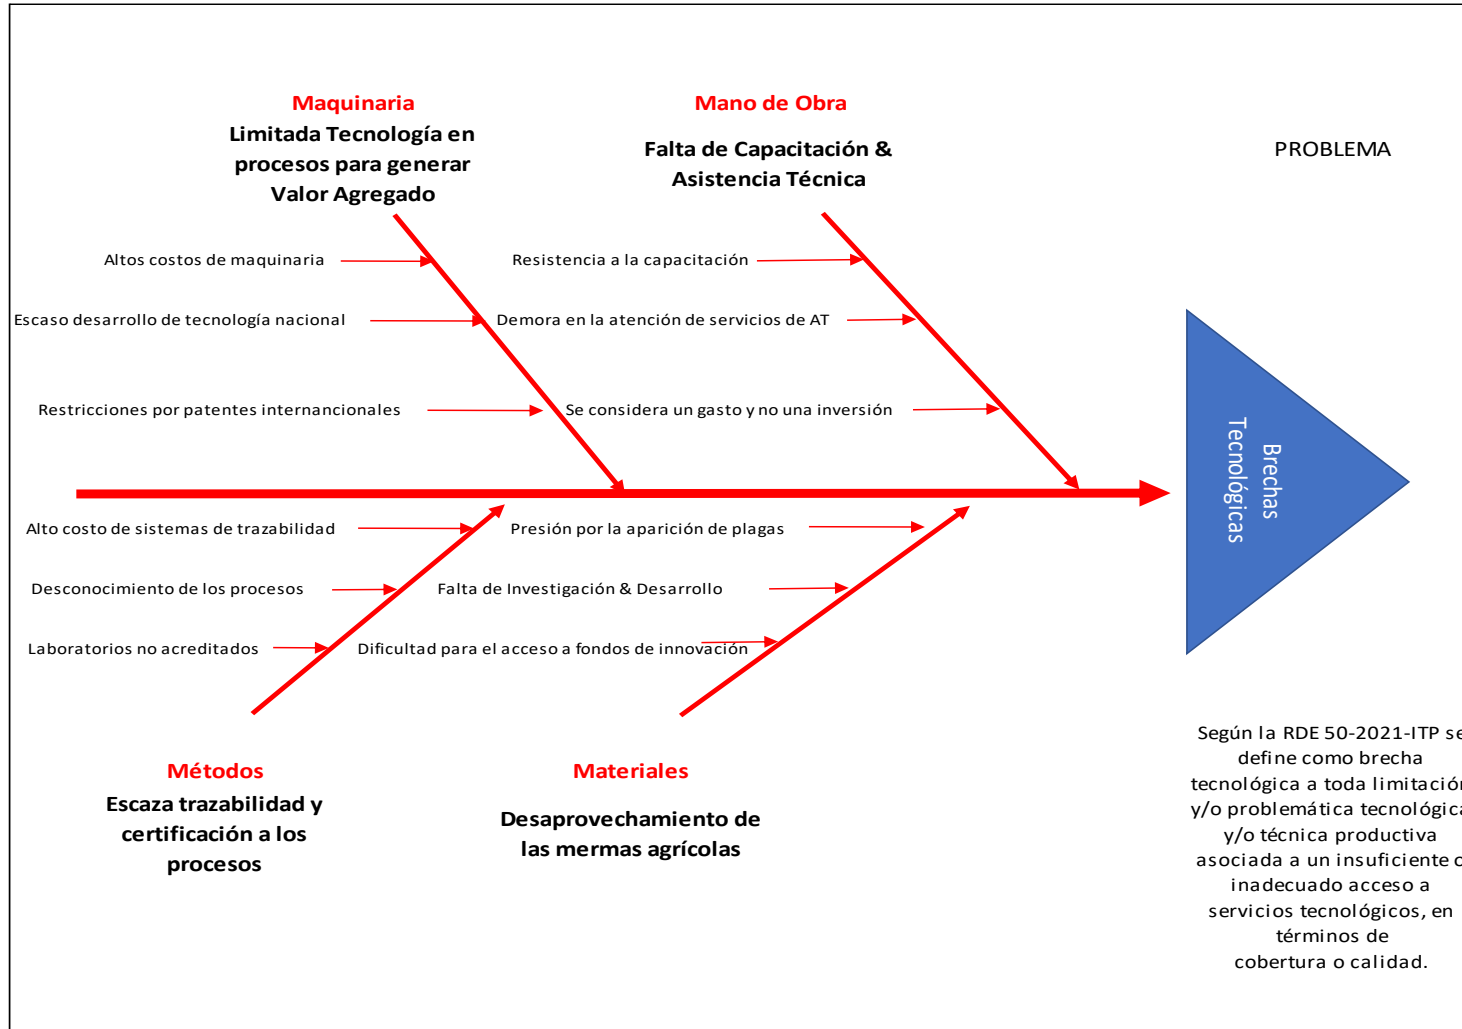 Maquinaria
Limitada Tecnología en
procesos para generar
Valor Agregado
Mano de Obra
Falta de Capacitación &
Asistencia Técnica
PROBLEMA
Altos costos de maquinaria
Resistencia a la capacitación
Escaso desarrollo de tecnología nacional
Demora en la atención de servicios de AT
Restricciones por patentes internancionales
Se considera un gasto y no una inversión
Brechas
Tecnológicas
Alto costo de sistemas de trazabilidad
Presión por la aparición de plagas
Desconocimiento de los procesos
Falta de Investigación & Desarrollo
Laboratorios no acreditados
Dificultad para el acceso a fondos de innovación
Métodos
Escaza trazabilidad y
certificación a los
procesos
Materiales
Desaprovechamiento de
las mermas agrícolas
Según la RDE 50-2021-ITP se
define como brecha
tecnológica a toda limitación
y/o problemática tecnológica
y/o técnica productiva
asociada a un insuficiente o
inadecuado acceso a
servicios tecnológicos, en
términos de
cobertura o calidad.